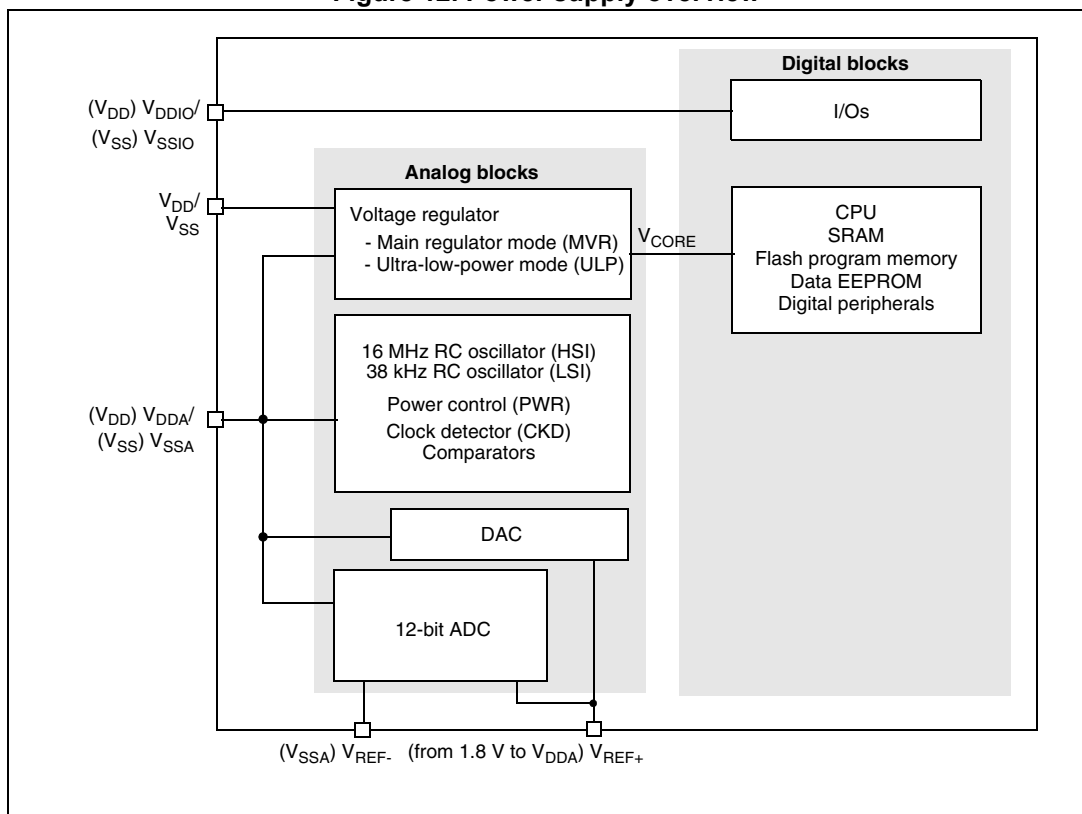 Figure 12. Power supply overview
Digital blocks
(VDD) VDDIO/
(VSS) VSSIO
I/Os
Analog blocks
VDD/
VSS
Voltage regulator
- Main regulator mode (MVR)
- Ultra-low-power mode (ULP)
VCORE
CPU
SRAM
Flash program memory
Data EEPROM
Digital peripherals
16 MHz RC oscillator (HSI)
38 kHz RC oscillator (LSI)
Power control (PWR)
Clock detector (CKD)
Comparators
(VDD) VDDA/
(VSS) VSSA
DAC
12-bit ADC
(VSSA) VREF- (from 1.8 V to VDDA) VREF+